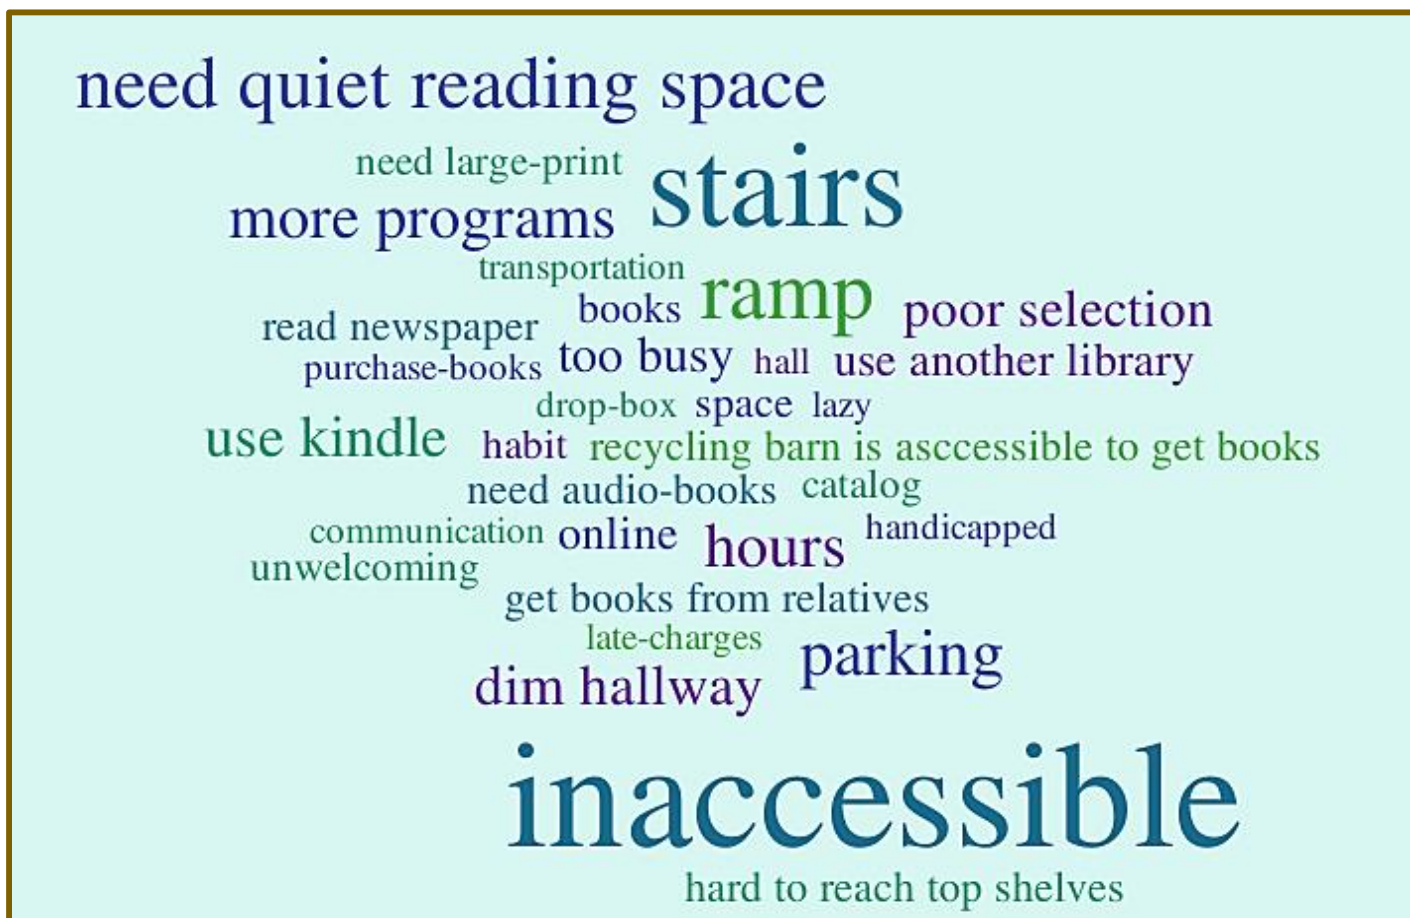 need quiet reading space
need large-print
stairs
more programs
transportation
ramp
books
poor selection
read newspaper
too busy
hall
use another library
purchase-books
drop-box
space
lazy
use kindle
habit
recycling barn is asccessible to get books
need audio-books
catalog
communication
online
hours
handicapped
unwelcoming
get books from relatives
late-charges
parking
dim hallway
inaccessible
hard to reach top shelves